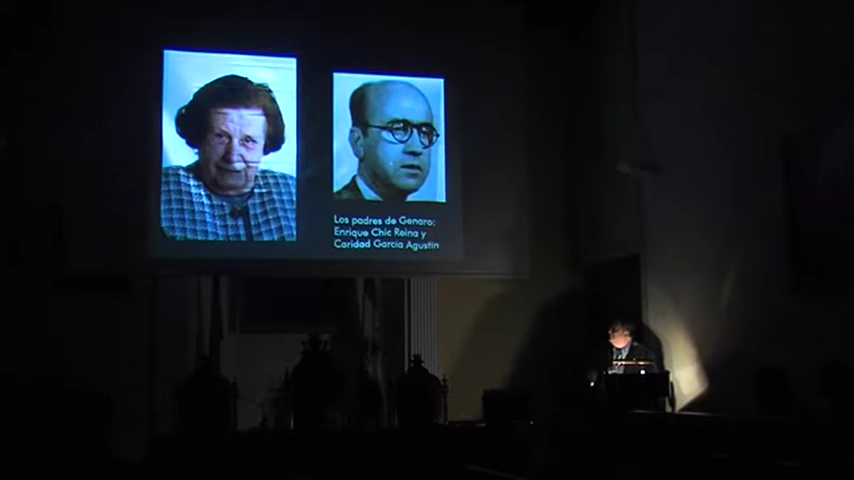 Los padres de Genaro:
Enrique Chic Reina y
Caridad García Agustín